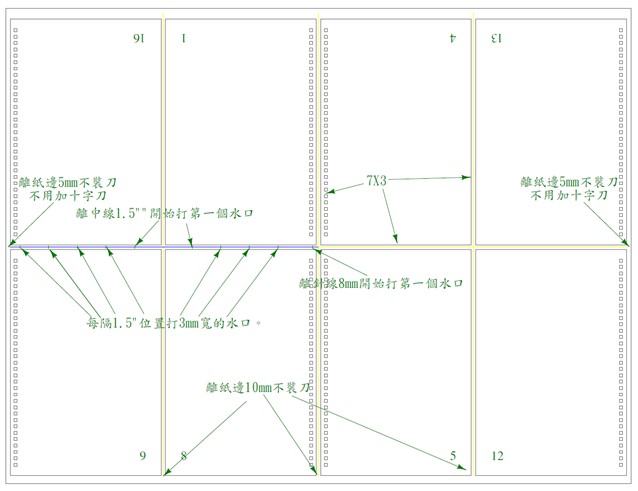 16
1
4
13
離紙邊5mm不裝刀
不用加十字刀
7X3
離紙邊5mm不裝刀
不用加十字刀
離中線1.5""開始打第一個水口
離針線8mm開始打第一個水口
每隔1.5"位置打3mm寬的水口。
離紙邊10mm不裝刀
9
8
5
12